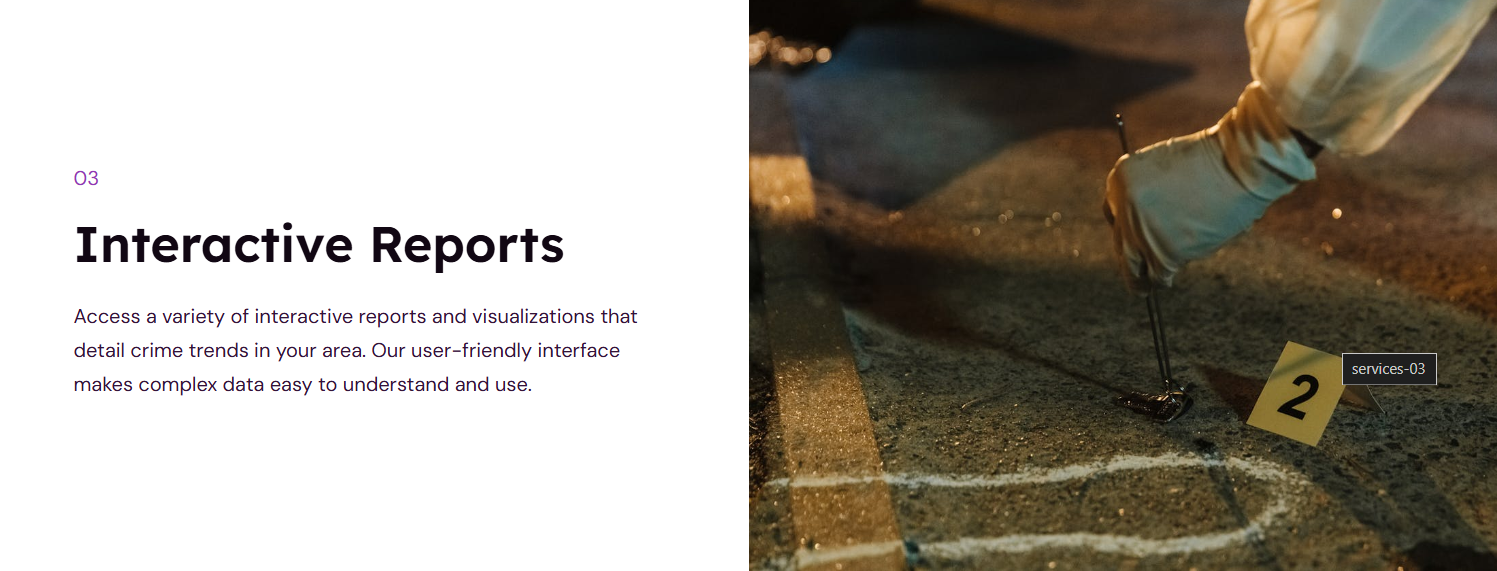 03
Interactive Reports
Access a variety of interactive reports and visualizations that
detail crime trends in your area. Our user-friendly interface
makes complex data easy to understand and use.
2
services-03